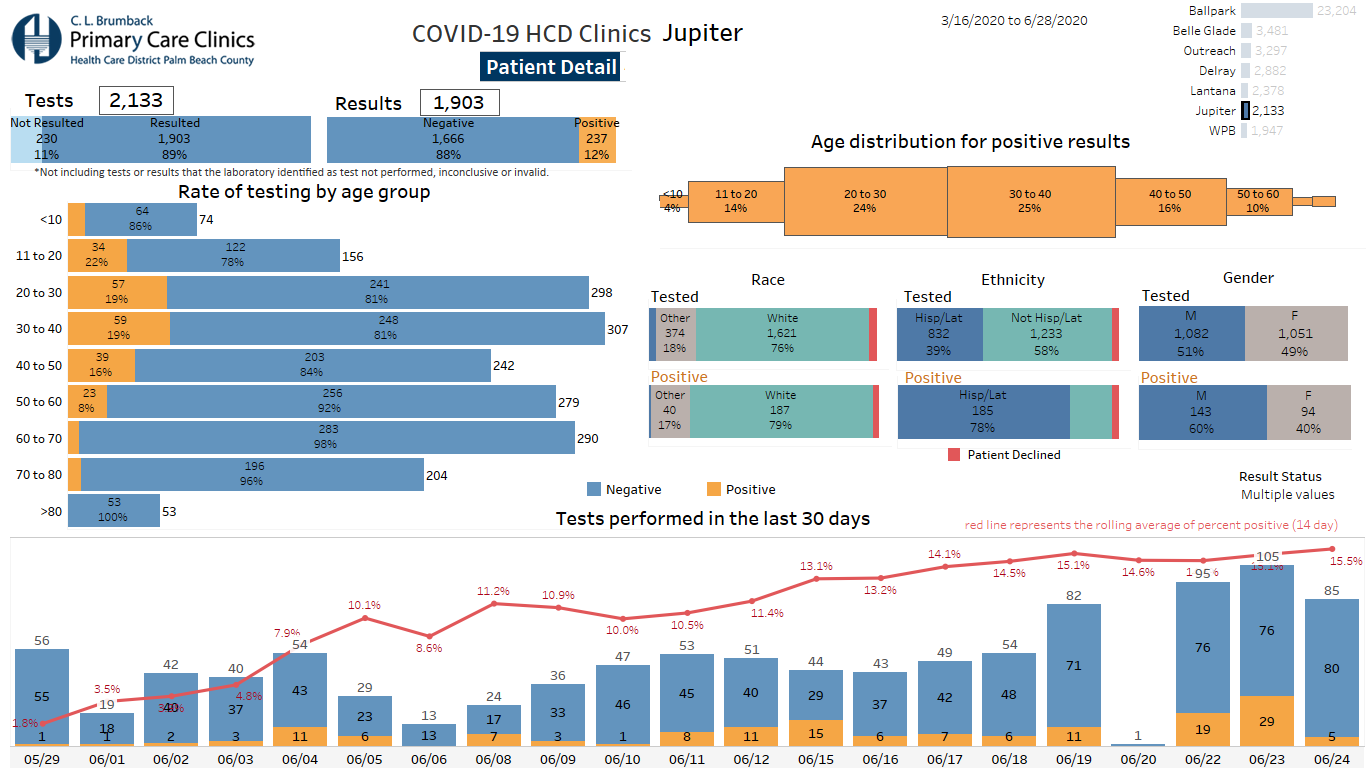 C. L. Brumback
Primary Care Clinics
Health Care District Palm Beach County
COVID-19 HCD Clinics Jupiter
Patient Detail
3/16/2020 to 6/28/2020
Ballpark 23,204
Belle Glade 3,481
Outreach 3,297
Delray 2,882
Lantana 2,378
Jupiter 2,133
WPB 1,947
Tests 2,133
Not Resulted Resulted
230 1,903
11% 89%
Results 1,903
Negative Positive
1,666 237
88% 12%
*Not including tests or results that the laboratory identified as test not performed, inconclusive or invalid.
Rate of testing by age group
<10 64 74
86%
11 to 20 34 122 156
22% 78%
20 to 30 57 241 298
19% 81%
30 to 40 59 248 307
19% 81%
40 to 50 39 203 242
16% 84%
50 to 60 23 256 279
8% 92%
60 to 70 283 290
98%
70 to 80 196 204
96%
>80 53 53
100%
Age distribution for positive results
<10 11 to 20 20 to 30 30 to 40 40 to 50 50 to 60
4% 14% 24% 25% 16% 10%
Race
Tested
Other White
374 1,621
18% 76%
Positive
Other White
40 187
17% 79%
Ethnicity
Tested
Hisp/Lat Not Hisp/Lat
832 1,233
39% 58%
Positive
Hisp/Lat
185
78%
Patient Declined
Gender
Tested
M F
1,082 1,051
51% 49%
Positive
M F
143 94
60% 40%
Result Status
Multiple values
Negative Positive
Tests performed in the last 30 days
red line represents the rolling average of percent positive (14 day)
1.8% 3.5% 4.8% 7.9% 10.1% 8.6% 11.2% 10.9% 10.0% 10.5% 11.4% 13.1% 13.2% 14.1% 14.5% 15.1% 14.6% 15.5%
56 19 42 40 54 29 13 24 36 47 53 51 44 43 49 54 82 1 95 105 85
55 18 40 37 43 23 13 17 33 46 45 40 29 37 42 48 71 76 76 80
1 1 2 3 11 6 7 3 1 8 11 15 6 7 6 11 19 29 5
05/29 06/01 06/02 06/03 06/04 06/05 06/06 06/08 06/09 06/10 06/11 06/12 06/15 06/16 06/17 06/18 06/19 06/20 06/22 06/23 06/24